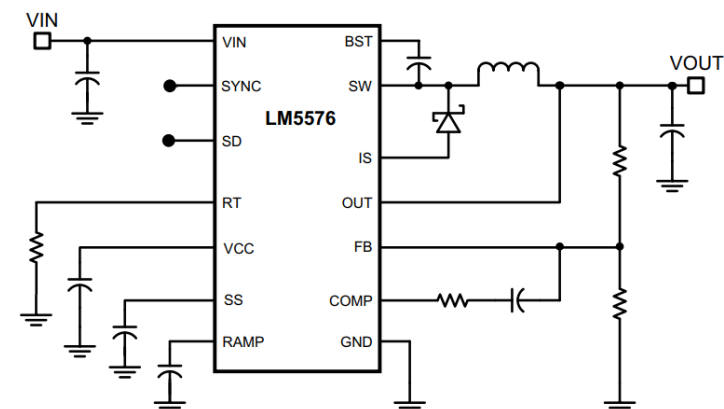 VIN
VOUT
LM5576
VIN
SYNC
SD
RT
VCC
SS
RAMP
BST
SW
IS
OUT
FB
COMP
GND